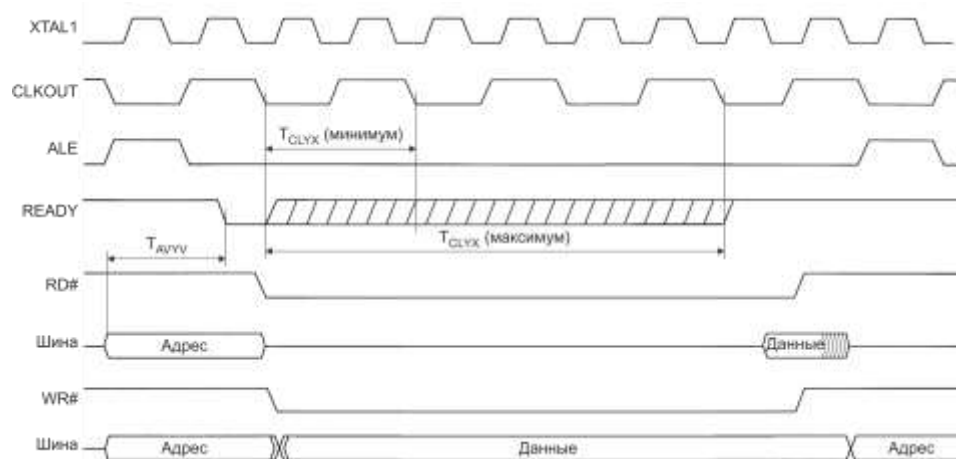 XTAL1
CLKOUT
T_CLYX (минимум)
ALE
READY
T_CLYX (максимум)
T_AVYV
RD#
Шина Адрес Данные
WR#
Шина Адрес Данные Адрес